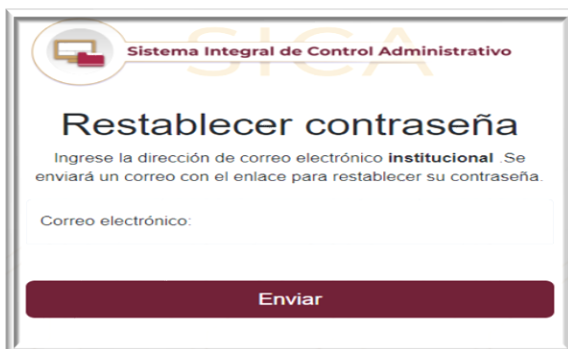 SICA
Sistema Integral de Control Administrativo
Restablecer contraseña
Ingrese la dirección de correo electrónico institucional .Se
enviará un correo con el enlace para restablecer su contraseña.
Correo electrónico:
Enviar